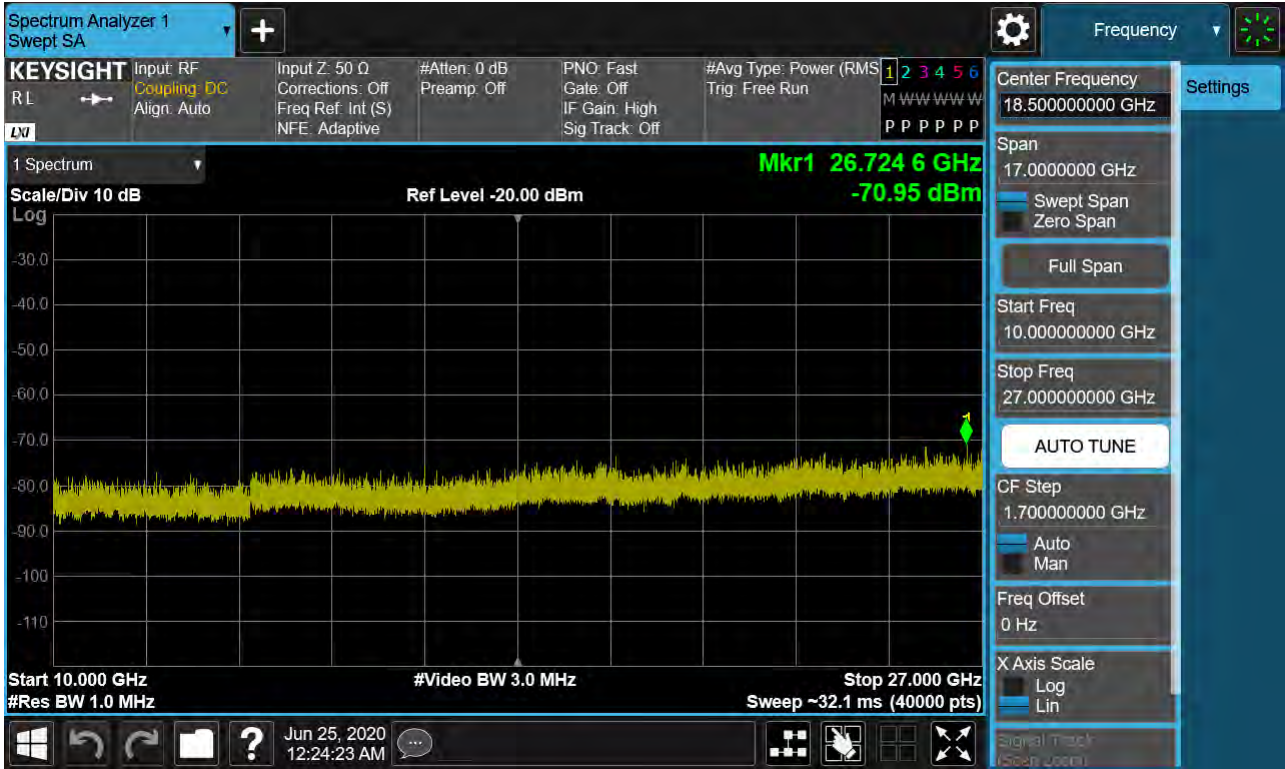 Spectrum Analyzer 1
Swept SA
Frequency
KEYSIGHT
R L
LXI
Input: RF
Coupling: DC
Align: Auto
Input Z: 50 Ω
Corrections: Off
Freq Ref: Int (S)
NFE: Adaptive
#Atten: 0 dB
Preamp: Off
PNO: Fast
Gate: Off
IF Gain: High
Sig Track: Off
#Avg Type: Power (RMS
Trig: Free Run
1 2 3 4 5 6
M W W W W W
P P P P P P
1 Spectrum
Scale/Div 10 dB
Log
Ref Level -20.00 dBm
Mkr1 26.724 6 GHz
-70.95 dBm
-30.0
-40.0
-50.0
-60.0
-70.0
-80.0
-90.0
-100
-110
1
Start 10.000 GHz
#Res BW 1.0 MHz
#Video BW 3.0 MHz
Stop 27.000 GHz
Sweep ~32.1 ms (40000 pts)
Center Frequency
18.500000000 GHz
Span
17.0000000 GHz
Swept Span
Zero Span
Full Span
Start Freq
10.000000000 GHz
Stop Freq
27.000000000 GHz
AUTO TUNE
CF Step
1.700000000 GHz
Auto
Man
Freq Offset
0 Hz
X Axis Scale
Log
Lin
Signal Track
(Span Zoom)
Settings
?
Jun 25, 2020
12:24:23 AM